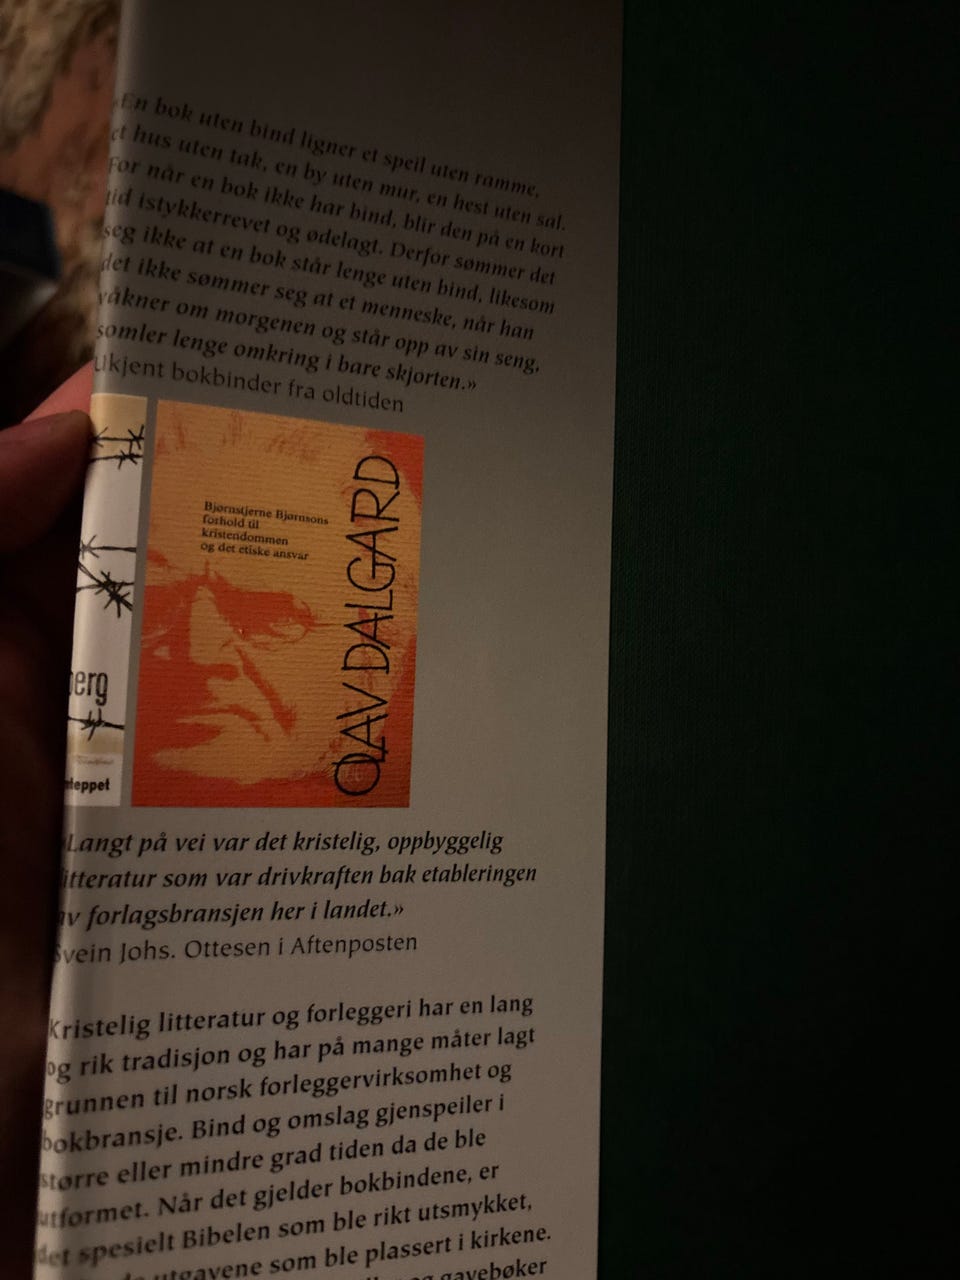 «En bok uten bind ligner et speil uten ramme,
et hus uten tak, en by uten mur, en hest uten sal.
For når en bok ikke har bind, blir den på en kort
tid istykkerrevet og ødelagt. Derfor sømmer det
seg ikke at en bok står lenge uten bind, likesom
det ikke sømmer seg at et menneske, når han
våkner om morgenen og står opp av sin seng,
somler lenge omkring i bare skjorten.»
Ukjent bokbinder fra oldtiden
Bjørnstjerne Bjørnsons
forhold til
kristendommen
og det etiske ansvar
OLAV DALGARD
berg
teppet
«Langt på vei var det kristelig, oppbyggelig
litteratur som var drivkraften bak etableringen
av forlagsbransjen her i landet.»
Svein Johs. Ottesen i Aftenposten
Kristelig litteratur og forleggeri har en lang
og rik tradisjon og har på mange måter lagt
grunnen til norsk forleggervirksomhet og
bokbransje. Bind og omslag gjenspeiler i
større eller mindre grad tiden da de ble
utformet. Når det gjelder bokbindene, er
det spesielt Bibelen som ble rikt utsmykket,
utgavene som ble plassert i kirkene.
gavebøker